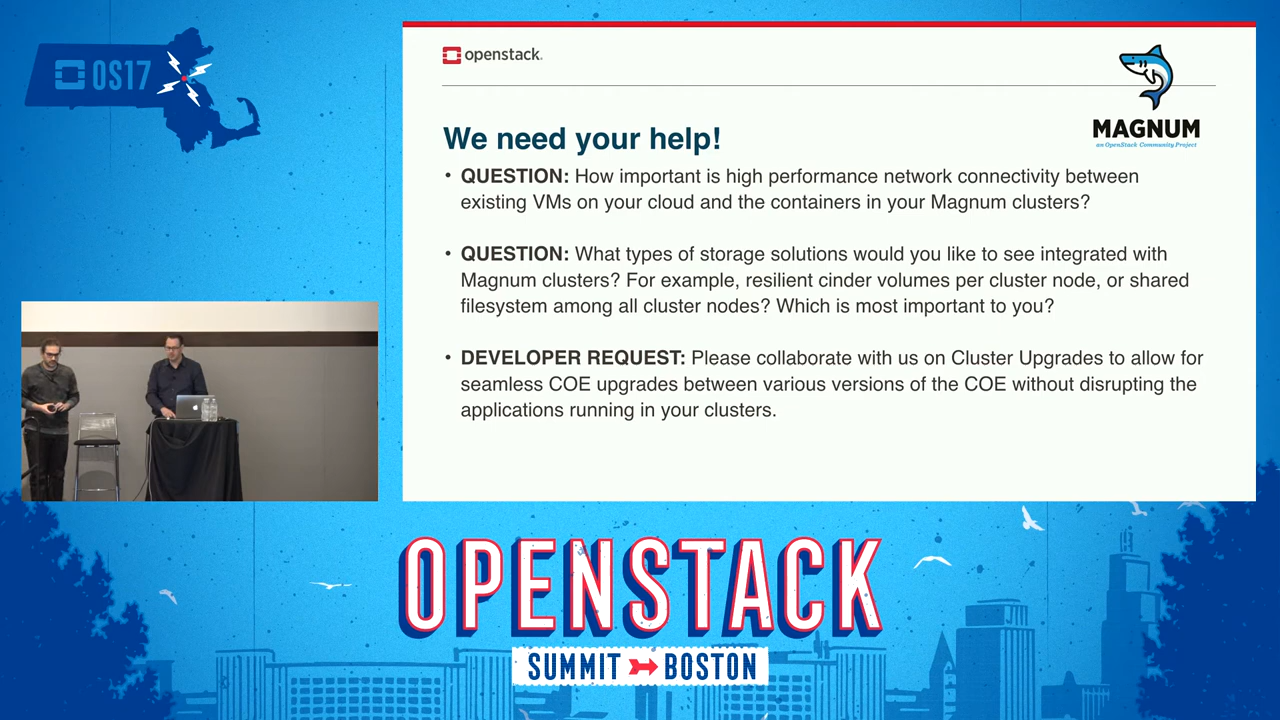 OS17
openstack.
MAGNUM
an OpenStack Community Project
We need your help!
• QUESTION: How important is high performance network connectivity between
existing VMs on your cloud and the containers in your Magnum clusters?
• QUESTION: What types of storage solutions would you like to see integrated with
Magnum clusters? For example, resilient cinder volumes per cluster node, or shared
filesystem among all cluster nodes? Which is most important to you?
• DEVELOPER REQUEST: Please collaborate with us on Cluster Upgrades to allow for
seamless COE upgrades between various versions of the COE without disrupting the
applications running in your clusters.
OPENSTACK
SUMMIT BOSTON